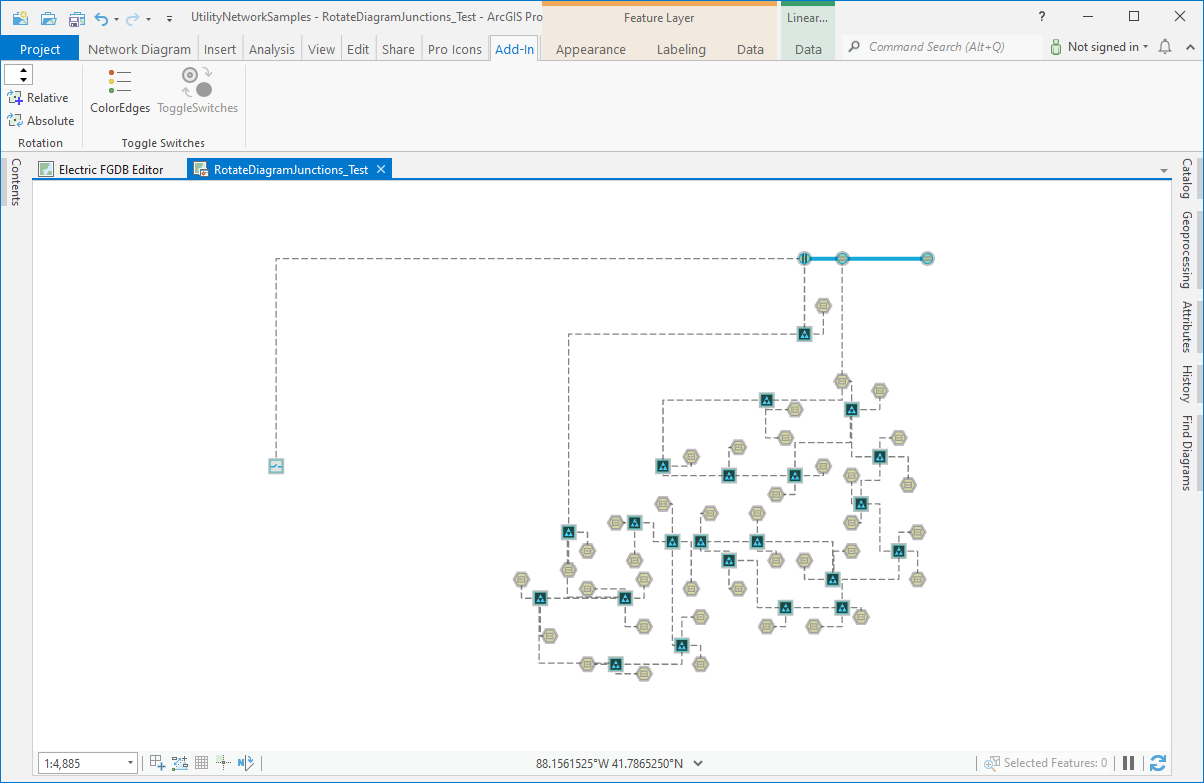 UtilityNetworkSamples - RotateDiagramJunctions_Test - ArcGIS Pro
Feature Layer
Linear...
?
Project
Network Diagram
Insert
Analysis
View
Edit
Share
Pro Icons
Add-In
Appearance
Labeling
Data
Data
Command Search (Alt+Q)
Not signed in
Relative
Absolute
Rotation
ColorEdges
ToggleSwitches
Toggle Switches
Contents
Electric FGDB Editor
RotateDiagramJunctions_Test
Catalog
Geoprocessing
Attributes
History
Find Diagrams
1:4,885
88.1561525°W 41.7865250°N
Selected Features: 0